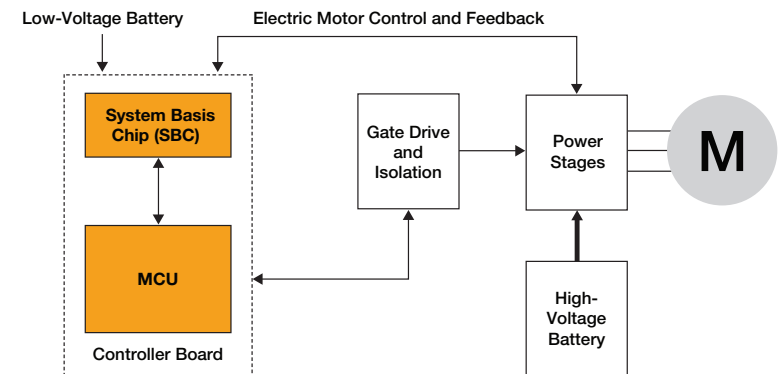 Low-Voltage Battery
Electric Motor Control and Feedback
System Basis
Chip (SBC)
Gate Drive
and
Isolation
Power
Stages
M
MCU
High-
Voltage
Battery
Controller Board